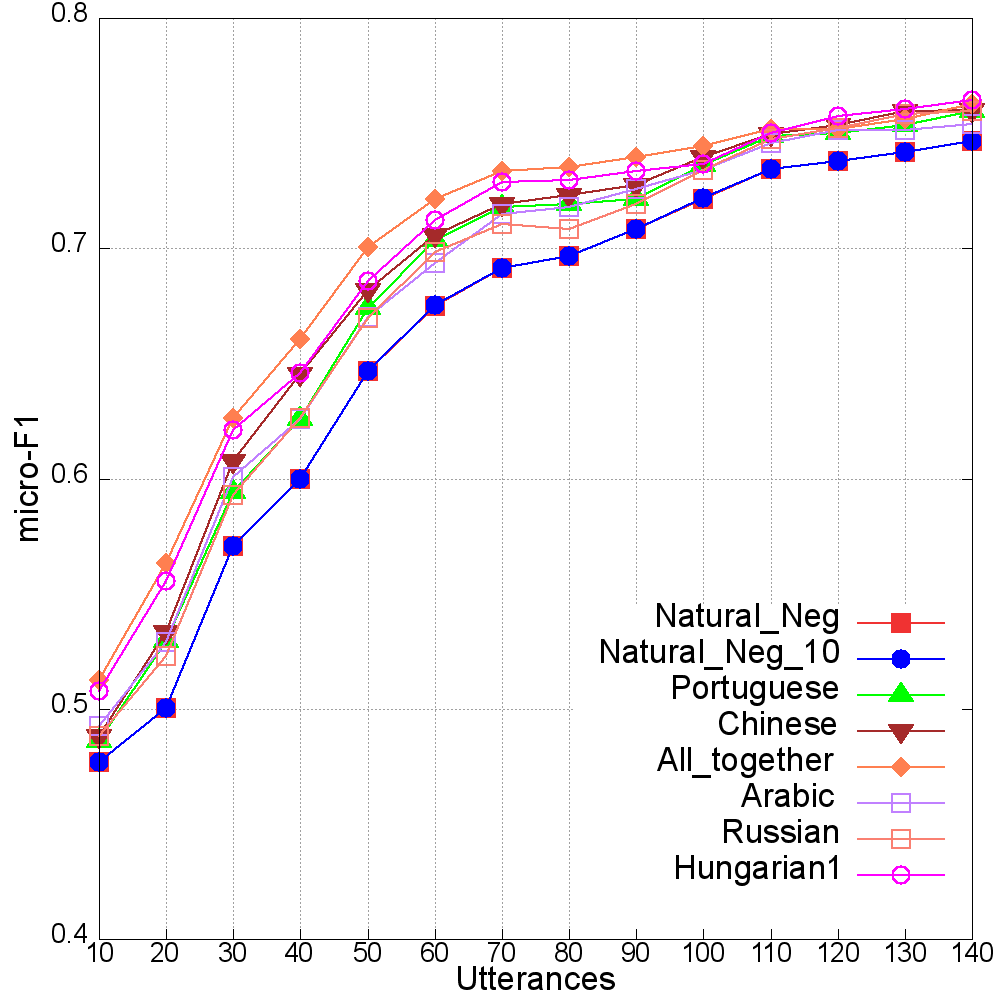 0.8
0.7
0.6
0.5
0.4
micro-F1
Natural_Neg
Natural_Neg_10
Portuguese
Chinese
All_together
Arabic
Russian
Hungarian1
10 20 30 40 50 60 70 80 90 100 110 120 130 140
Utterances